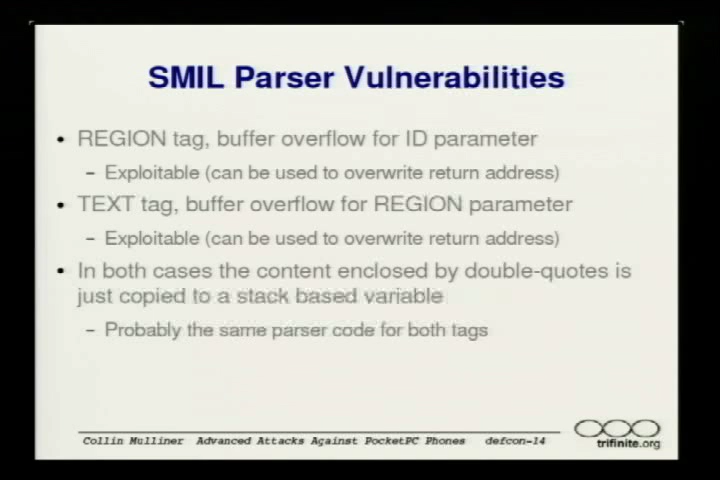 SMIL Parser Vulnerabilities
• REGION tag, buffer overflow for ID parameter
– Exploitable (can be used to overwrite return address)
• TEXT tag, buffer overflow for REGION parameter
– Exploitable (can be used to overwrite return address)
• In both cases the content enclosed by double-quotes is
just copied to a stack based variable
– Probably the same parser code for both tags
Collin Mulliner Advanced Attacks Against PocketPC Phones defcon-14
trifinite.org